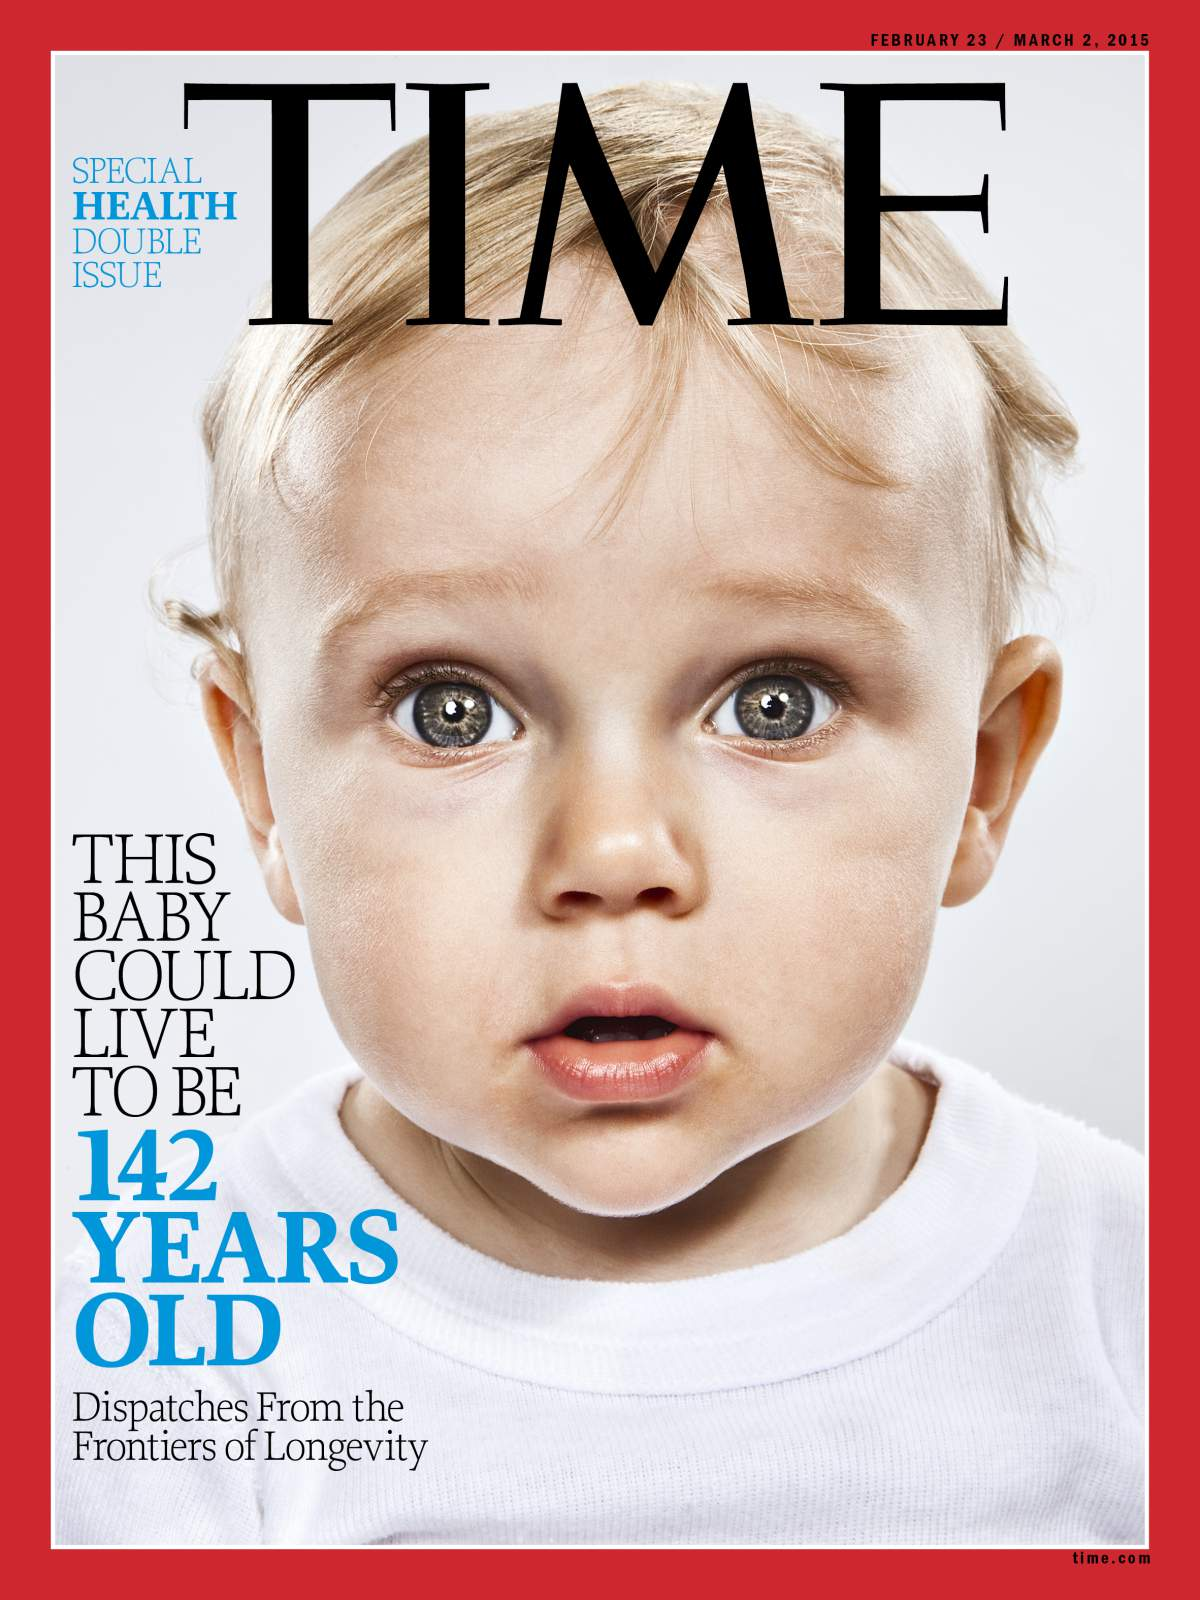 FEBRUARY 23 / MARCH 2, 2015
TIME
SPECIAL
HEALTH
DOUBLE
ISSUE
THIS
BABY
COULD
LIVE
TO BE
142
YEARS
OLD
Dispatches From the
Frontiers of Longevity
time.com